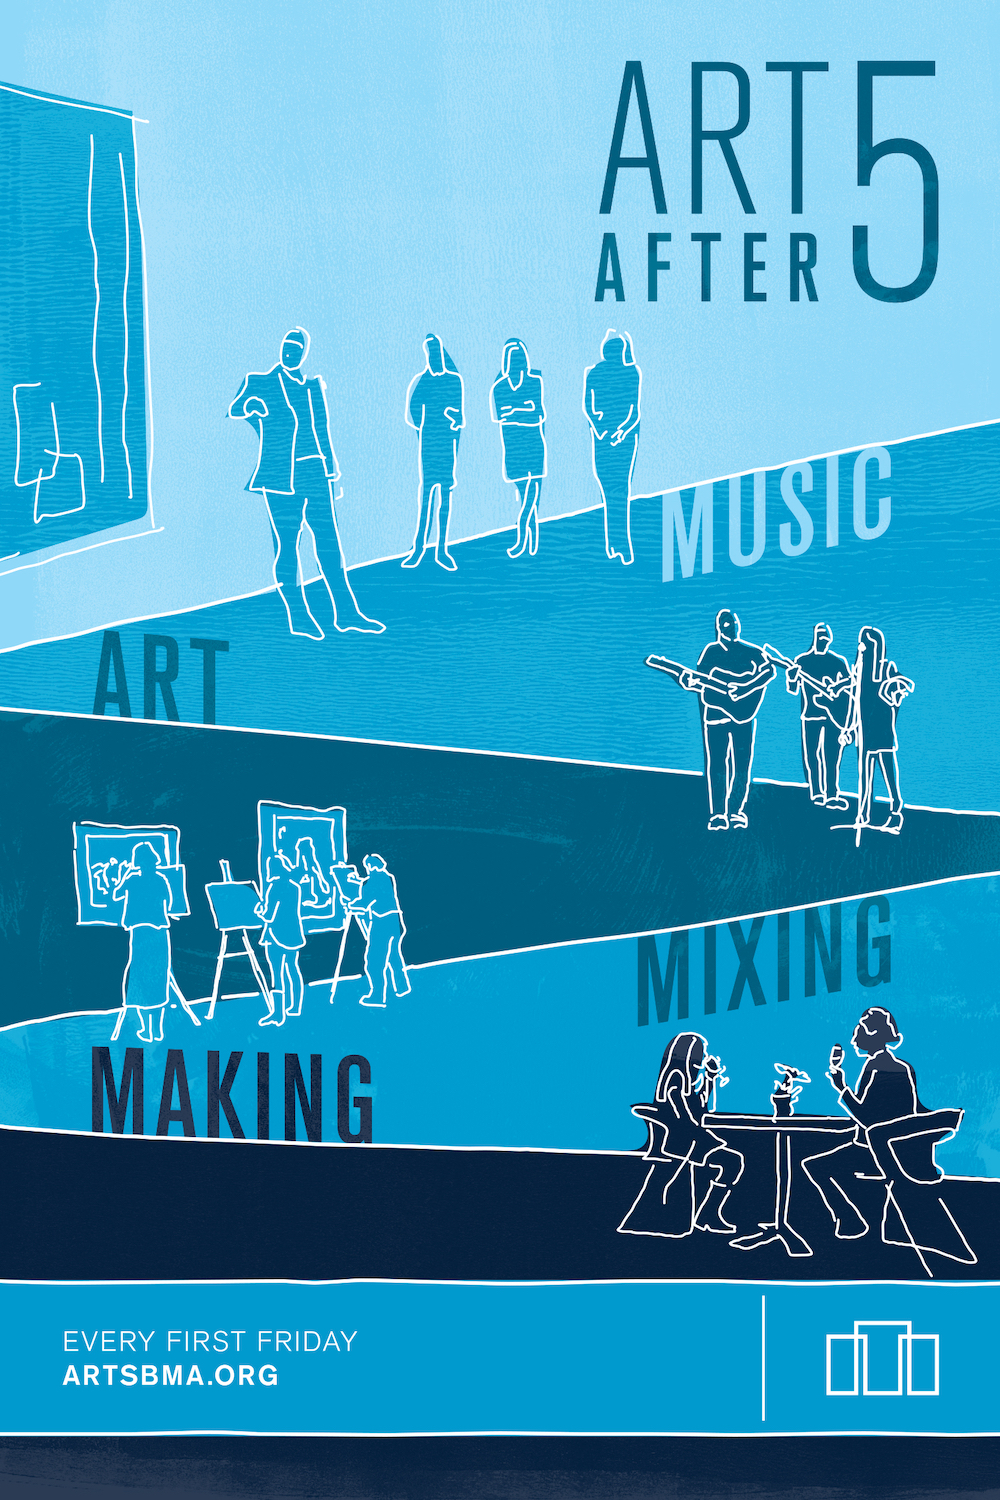 ART 5
AFTER
MUSIC
ART
MIXING
MAKING
EVERY FIRST FRIDAY
ARTSBMA.ORG